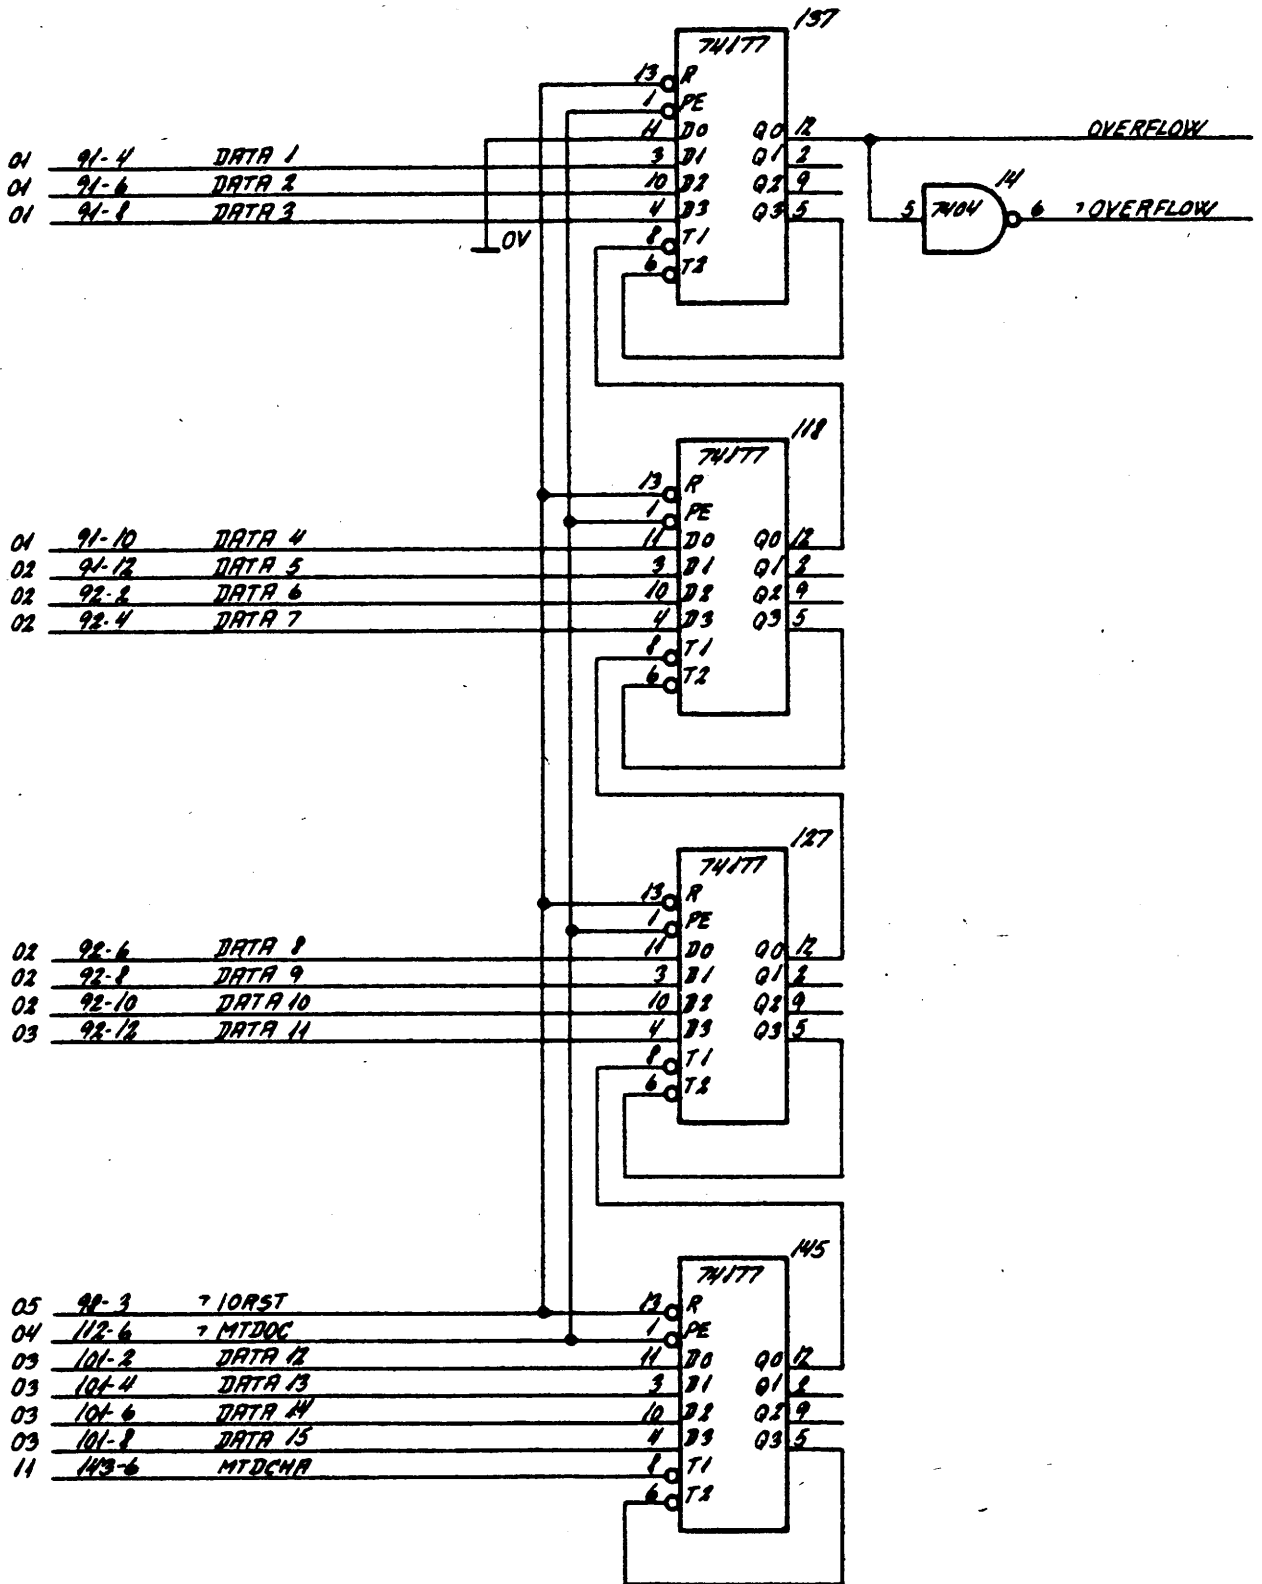 137
74177
13 R
1 PE
11 D0 Q0 12 OVERFLOW
01 91-4 DATA 1 3 D1 Q1 2
01 91-6 DATA 2 10 D2 Q2 9 14
01 91-8 DATA 3 4 D3 Q3 5 5 7404 6 ¬OVERFLOW
0V 8 T1
6 T2
118
74177
13 R
1 PE
01 91-10 DATA 4 11 D0 Q0 12
02 91-12 DATA 5 3 D1 Q1 2
02 92-2 DATA 6 10 D2 Q2 9
02 92-4 DATA 7 4 D3 Q3 5
8 T1
6 T2
127
74177
13 R
1 PE
02 92-6 DATA 8 11 D0 Q0 12
02 92-8 DATA 9 3 D1 Q1 2
02 92-10 DATA 10 10 D2 Q2 9
03 92-12 DATA 11 4 D3 Q3 5
8 T1
6 T2
145
74177
05 98-3 ¬IORST 13 R
04 112-6 ¬MTDOC 1 PE
03 101-2 DATA 12 11 D0 Q0 12
03 101-4 DATA 13 3 D1 Q1 2
03 101-6 DATA 14 10 D2 Q2 9
03 101-8 DATA 15 4 D3 Q3 5
11 143-6 MTDCHA 8 T1
6 T2